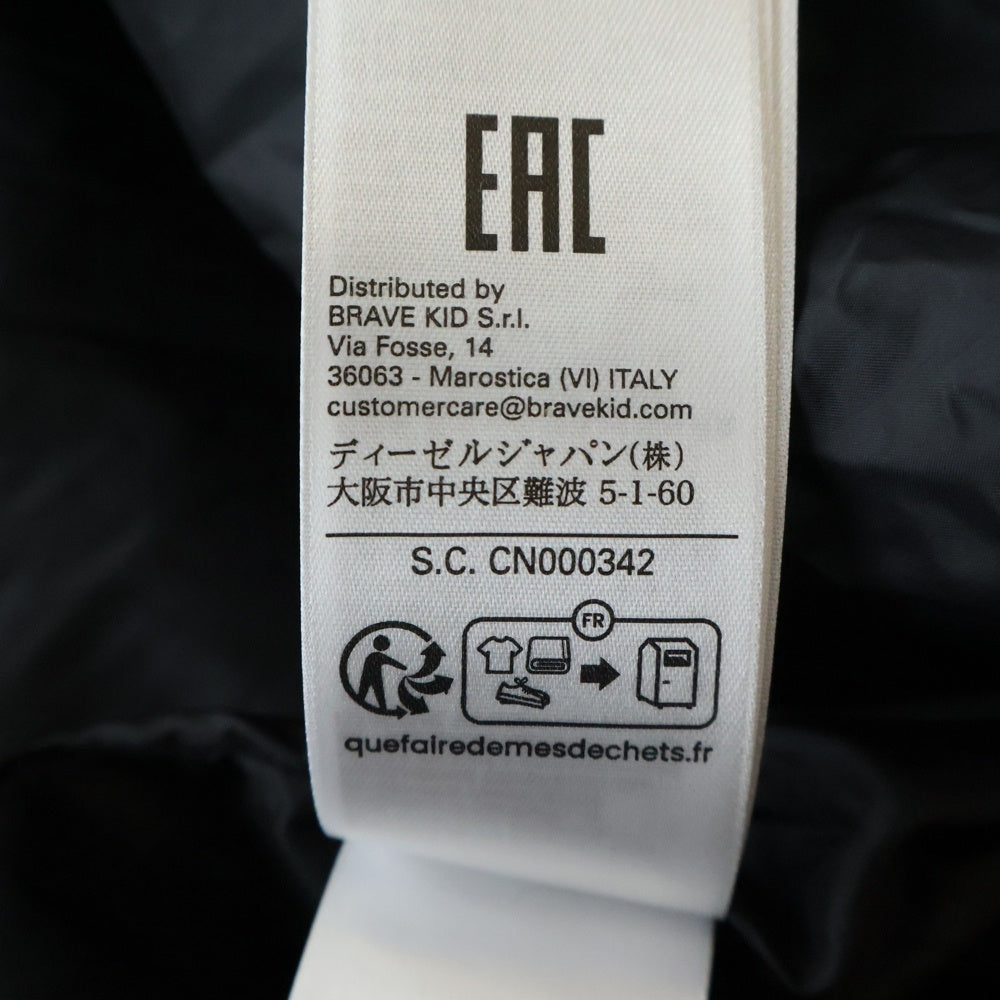 EAC
Distributed by
BRAVE KID S.r.l.
Via Fosse, 14
36063 - Marostica (VI) ITALY
customercare@bravekid.com
ディーゼルジャパン(株)
大阪市中央区難波 5-1-60
S.C. CN000342
FR
quefairedemesdechets.fr